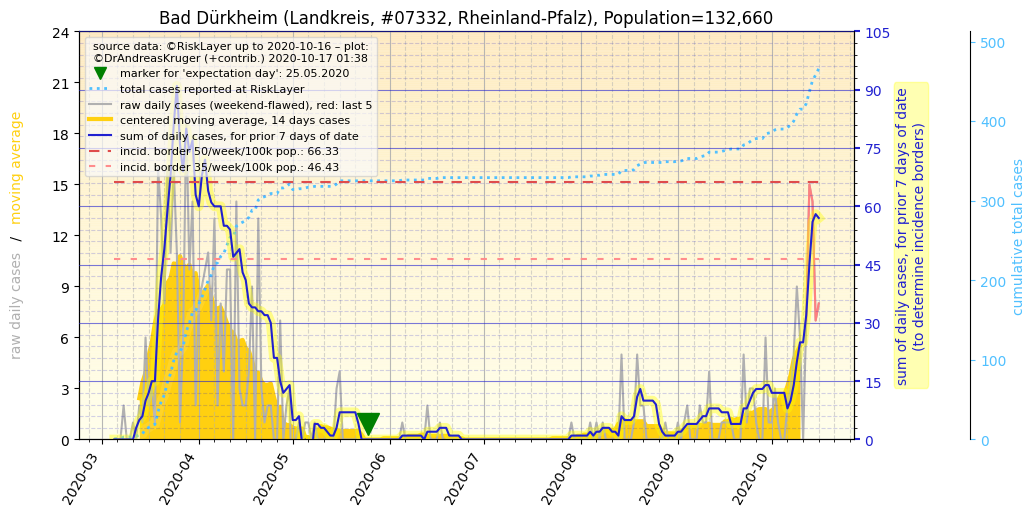 Bad Dürkheim (Landkreis, #07332, Rheinland-Pfalz), Population=132,660
source data: ©RiskLayer up to 2020-10-16 – plot:
©DrAndreasKruger (+contrib.) 2020-10-17 01:38
marker for 'expectation day': 25.05.2020
total cases reported at RiskLayer
raw daily cases (weekend-flawed), red: last 5
centered moving average, 14 days cases
sum of daily cases, for prior 7 days of date
incid. border 50/week/100k pop.: 66.33
incid. border 35/week/100k pop.: 46.43
raw daily cases / moving average
24
21
18
15
12
9
6
3
0
105
90
75
60
45
30
15
0
sum of daily cases, for prior 7 days of date
(to determine incidence borders)
500
400
300
200
100
0
cumulative total cases
2020-03
2020-04
2020-05
2020-06
2020-07
2020-08
2020-09
2020-10